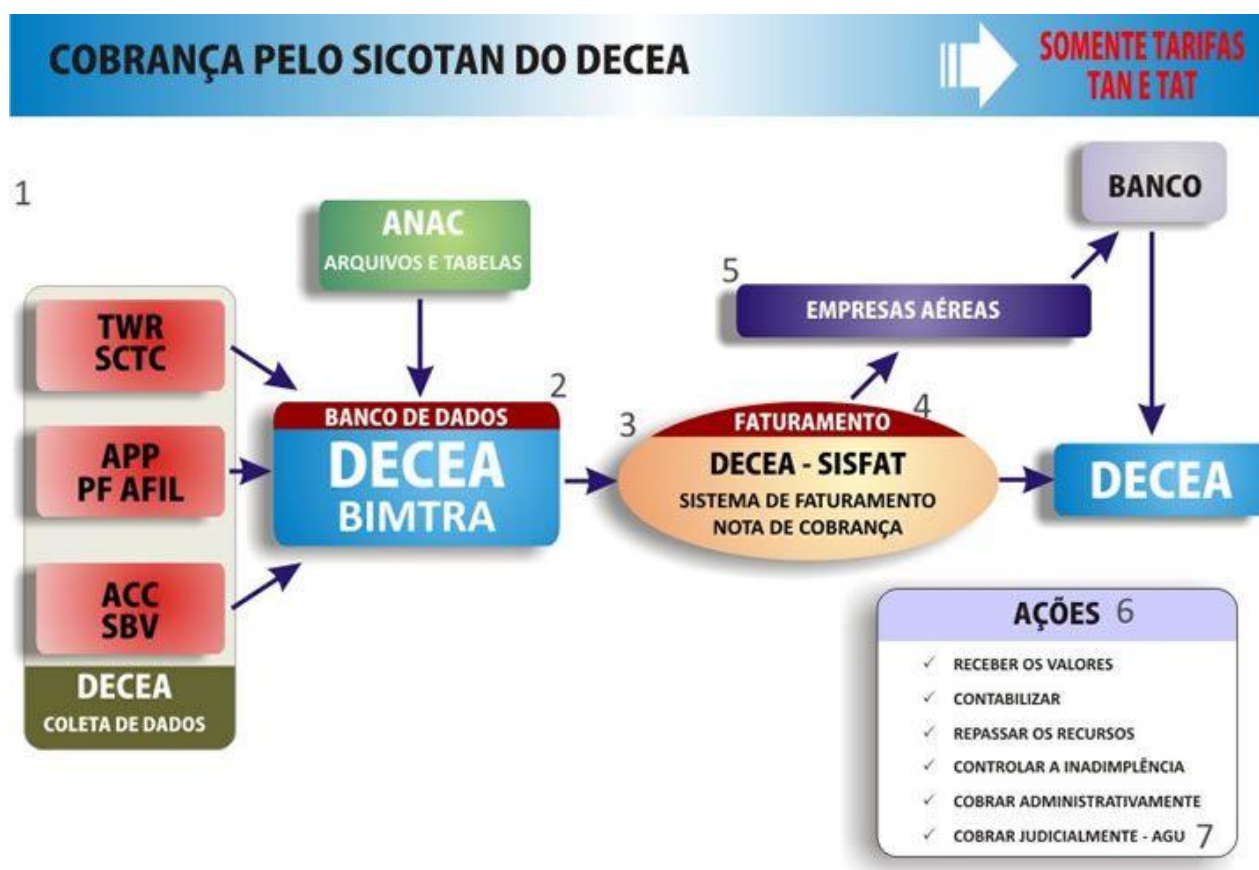 COBRANÇA PELO SICOTAN DO DECEA
SOMENTE TARIFAS
TAN E TAT
1
TWR
SCTC
APP
PF AFIL
ACC
SBV
DECEA
COLETA DE DADOS
ANAC
ARQUIVOS E TABELAS
2
BANCO DE DADOS
DECEA
BIMTRA
3
4
FATURAMENTO
DECEA - SISFAT
SISTEMA DE FATURAMENTO
NOTA DE COBRANÇA
5
EMPRESAS AÉREAS
BANCO
DECEA
AÇÕES 6
✓ RECEBER OS VALORES
✓ CONTABILIZAR
✓ REPASSAR OS RECURSOS
✓ CONTROLAR A INADIMPLÊNCIA
✓ COBRAR ADMINISTRATIVAMENTE
✓ COBRAR JUDICIALMENTE - AGU 7